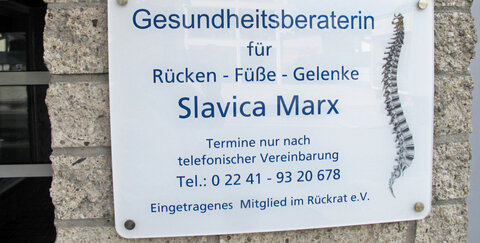 Gesundheitsberaterin
für
Rücken - Füße - Gelenke
Slavica Marx
Termine nur nach
telefonischer Vereinbarung
Tel.: 0 22 41 - 93 20 678
Eingetragenes Mitglied im Rückrat e.V.